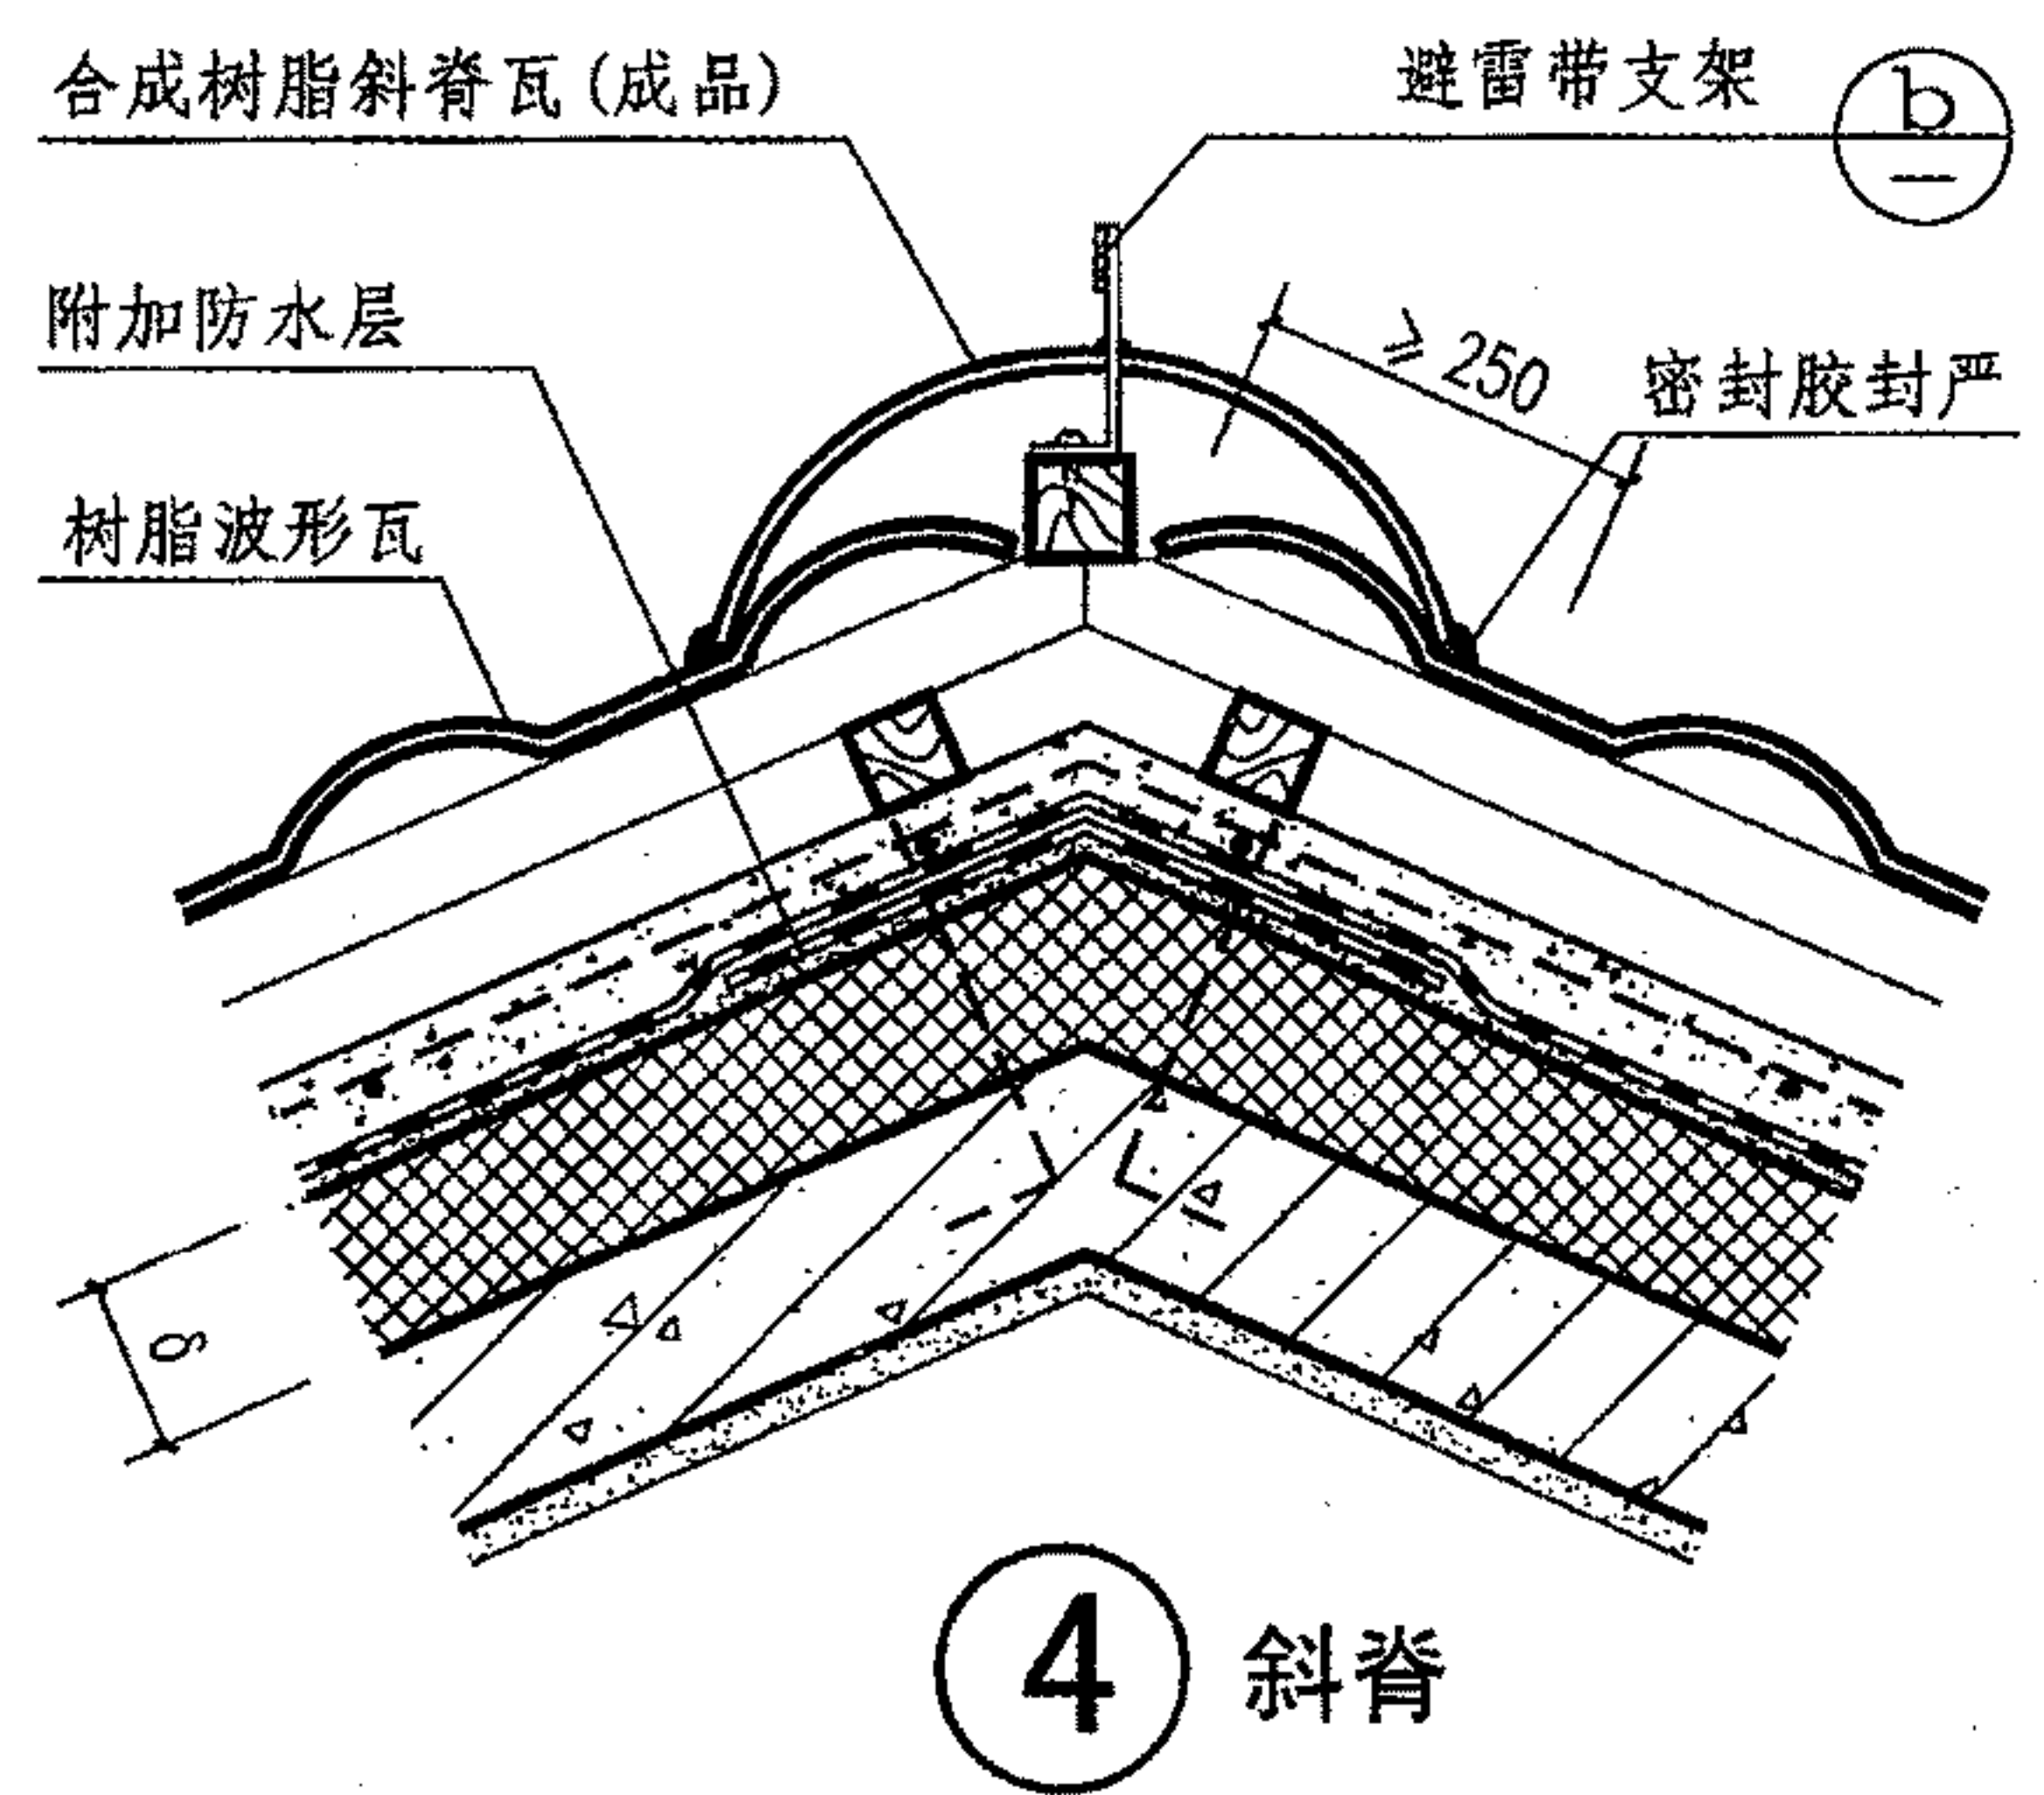 合成树脂斜脊瓦(成品)
避雷带支架
b
—
附加防水层
≥250
密封胶封严
树脂波形瓦
δ
4 斜脊